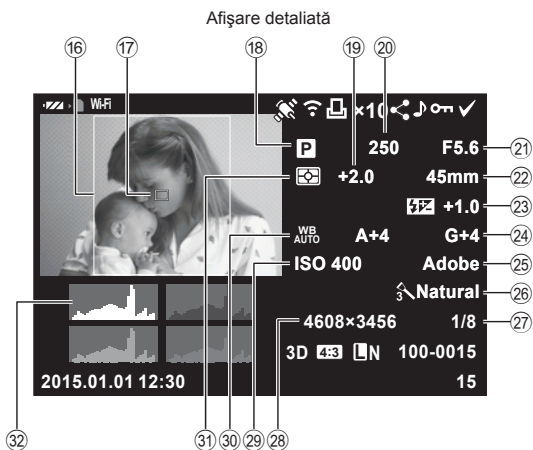 Afişare detaliată
16 17 18 19 20
Wi-Fi ×10
P 250 F5.6 21
+2.0 45mm 22
+1.0 23
WB AUTO A+4 G+4 24
ISO 400 Adobe 25
3 Natural 26
4608×3456 1/8 27
3D 4:3 LN 100-0015
2015.01.01 12:30 15
32 31 30 29 28